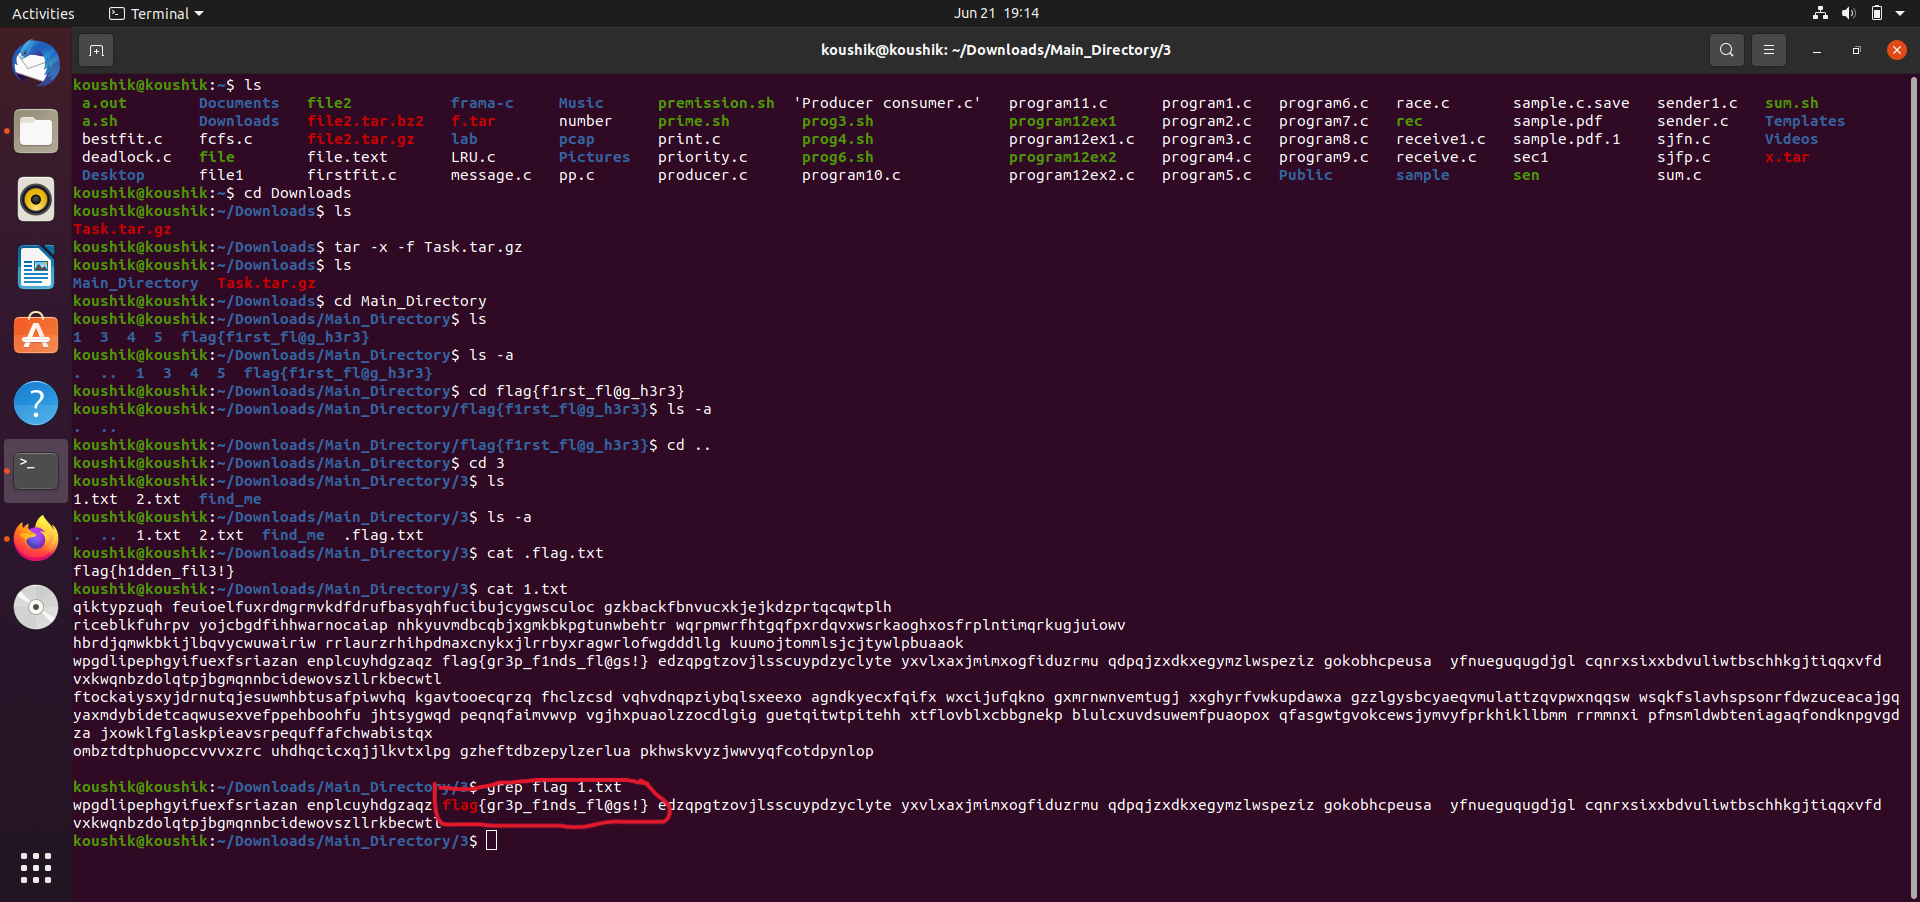 Activities Terminal Jun 21 19:14
koushik@koushik: ~/Downloads/Main_Directory/3
koushik@koushik:~$ ls
a.out Documents file2 frama-c Music premission.sh 'Producer consumer.c' program11.c program1.c program6.c race.c sample.c.save sender1.c sum.sh
a.sh Downloads file2.tar.bz2 f.tar number prime.sh prog3.sh program12ex1 program2.c program7.c rec sample.pdf sender.c Templates
bestfit.c fcfs.c file2.tar.gz lab pcap print.c prog4.sh program12ex1.c program3.c program8.c receive1.c sample.pdf.1 sjfn.c Videos
deadlock.c file file.text LRU.c Pictures priority.c prog6.sh program12ex2 program4.c program9.c receive.c sec1 sjfp.c x.tar
Desktop file1 firstfit.c message.c pp.c producer.c program10.c program12ex2.c program5.c Public sample sen sum.c
koushik@koushik:~$ cd Downloads
koushik@koushik:~/Downloads$ ls
Task.tar.gz
koushik@koushik:~/Downloads$ tar -x -f Task.tar.gz
koushik@koushik:~/Downloads$ ls
Main_Directory Task.tar.gz
koushik@koushik:~/Downloads$ cd Main_Directory
koushik@koushik:~/Downloads/Main_Directory$ ls
1 3 4 5 flag{f1rst_fl@g_h3r3}
koushik@koushik:~/Downloads/Main_Directory$ ls -a
. .. 1 3 4 5 flag{f1rst_fl@g_h3r3}
koushik@koushik:~/Downloads/Main_Directory$ cd flag{f1rst_fl@g_h3r3}
koushik@koushik:~/Downloads/Main_Directory/flag{f1rst_fl@g_h3r3}$ ls -a
. ..
koushik@koushik:~/Downloads/Main_Directory/flag{f1rst_fl@g_h3r3}$ cd ..
koushik@koushik:~/Downloads/Main_Directory$ cd 3
koushik@koushik:~/Downloads/Main_Directory/3$ ls
1.txt 2.txt find_me
koushik@koushik:~/Downloads/Main_Directory/3$ ls -a
. .. 1.txt 2.txt find_me .flag.txt
koushik@koushik:~/Downloads/Main_Directory/3$ cat .flag.txt
flag{h1dden_fil3!}
koushik@koushik:~/Downloads/Main_Directory/3$ cat 1.txt
qiktypzuqh feuioelfuxrdmgrmvkdfdrufbasyqhfucibujcygwsculoc gzkbackfbnvucxkjejkdzprtqcqwtplh
riceblkfuhrpv yojcbgdfihhwarnocaiap nhkyuvmdbcqbjxgmkbkpgtunwbehtr wqrpmwrfhtgqfpxrdqvxwsrkaoghxosfrplntimqrkugjuiowv
hbrdjqmwkbkijlbqvycwuwairiw rrlaurzrhihpdmaxcnykxjlrrbyxragwrlofwgdddllg kuumojtommlsjcjtywlpbuaaok
wpgdlipephgyifuexfsriazan enplcuyhdgzaqz flag{gr3p_f1nds_fl@gs!} edzqpgtzovjlsscuypdzyclyte yxvlxaxjmimxogfiduzrmu qdpqjzxdkxegymzlwspeziz gokobhcpeusa yfnueguqugdjgl cqnrxsixxbdvuliwtbschhkgjtiqqxvfd
vxkwqnbzdolqtpjbgmqnnbcidewovszllrkbecwtl
ftockaiysxyjdrnutqjesuwmhbtusafpiwvhq kgavtooecqrzq fhclzcsd vqhvdnqpziybqlsxeexo agndkyecxfqifx wxcijufqkno gxmrnwnvemtugj xxghyrfvwkupdawxa gzzlgysbcyaeqvmulattzqvpwxnqqsw wsqkfslavhspsonrfdwzuceacajgq
yaxmdybidetcaqwusexvefppehboohfu jhtsygwqd peqnqfaimvwvp vgjhxpuaolzzocdlgig guetqitwtpitehh xtflovblxcbbgnekp blulcxuvdsuwemfpuaopox qfasgwtgvokcewsjymvyfprkhikllbmm rrmmnxi pfmsmldwbteniagaqfondknpgvgd
za jxowklfglaskpieavsrpequffafchwabistqx
ombztdtphuopccvvvxzrc uhdhqcicxqjjlkvtxlpg gzheftdbzepylzerlua pkhwskvyzjwwvyqfcotdpynlop
koushik@koushik:~/Downloads/Main_Directory/3$ grep flag 1.txt
wpgdlipephgyifuexfsriazan enplcuyhdgzaqz flag{gr3p_f1nds_fl@gs!} edzqpgtzovjlsscuypdzyclyte yxvlxaxjmimxogfiduzrmu qdpqjzxdkxegymzlwspeziz gokobhcpeusa yfnueguqugdjgl cqnrxsixxbdvuliwtbschhkgjtiqqxvfd
vxkwqnbzdolqtpjbgmqnnbcidewovszllrkbecwtl
koushik@koushik:~/Downloads/Main_Directory/3$